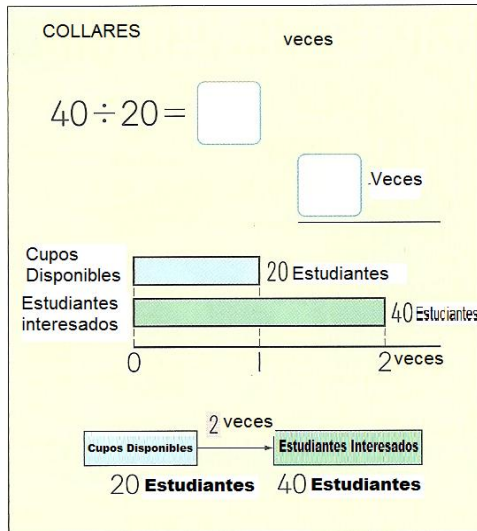 COLLARES
veces
40÷20=
.Veces
Cupos
Disponibles
20 Estudiantes
Estudiantes
interesados
40 Estuciantes
0 1 2 veces
2 veces
Cupos Disponibles
Estudiantes Interesados
20 Estudiantes
40 Estudiantes